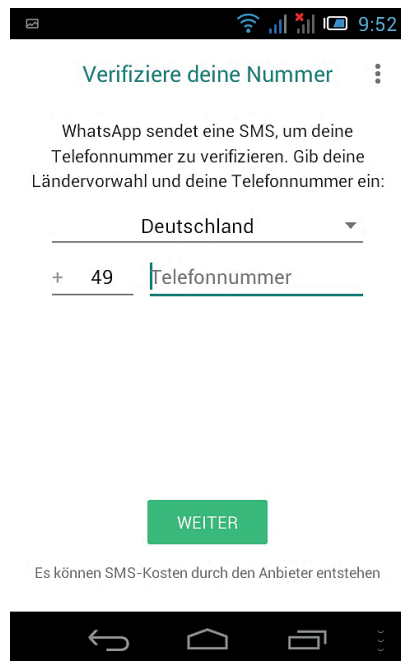 9:52
Verifiziere deine Nummer
WhatsApp sendet eine SMS, um deine
Telefonnummer zu verifizieren. Gib deine
Ländervorwahl und deine Telefonnummer ein:
Deutschland
+ 49 Telefonnummer
WEITER
Es können SMS-Kosten durch den Anbieter entstehen